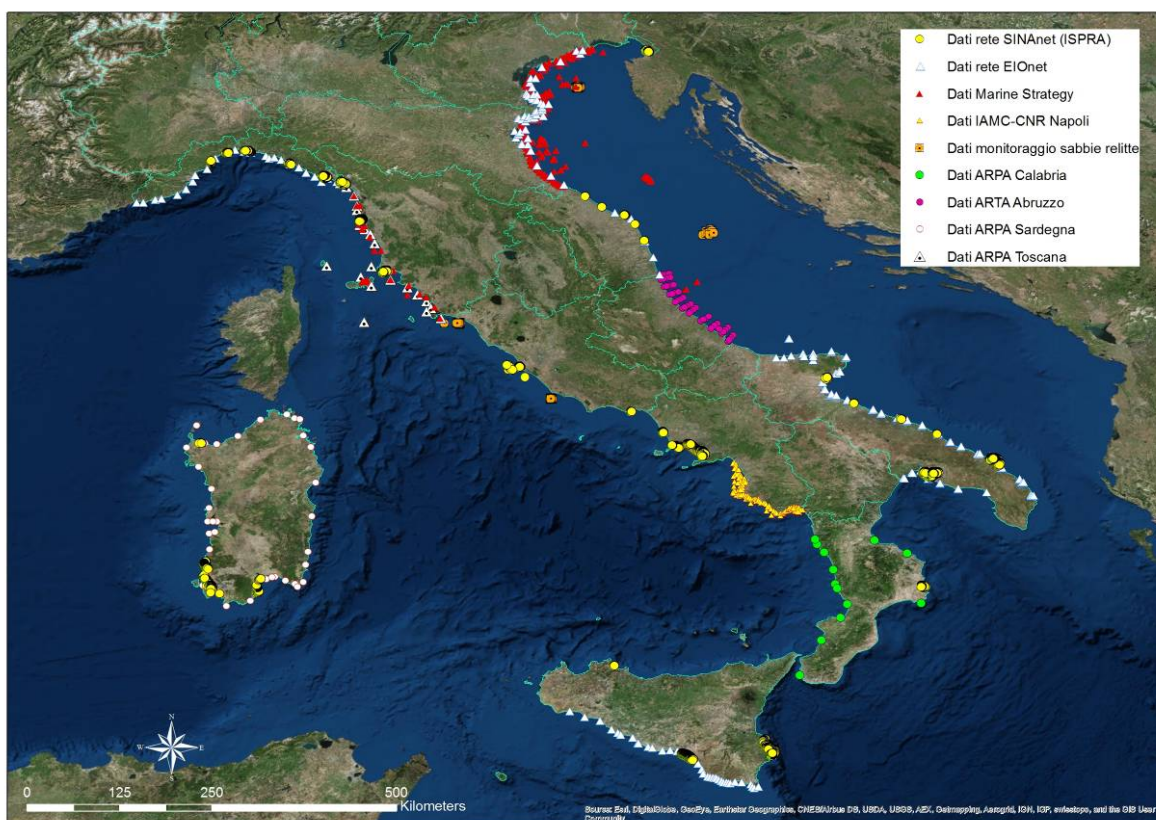 Dati rete SINAnet (ISPRA)
Dati rete EIOnet
Dati Marine Strategy
Dati IAMC-CNR Napoli
Dati monitoraggio sabbie relitte
Dati ARPA Calabria
Dati ARTA Abruzzo
Dati ARPA Sardegna
Dati ARPA Toscana
N
W E
S
0 125 250 500
Kilometers
Source: Esri, DigitalGlobe, GeoEye, Earthstar Geographics, CNES/Airbus DS, USDA, USGS, AEX, Getmapping, Aerogrid, IGN, IGP, swisstopo, and the GIS User
Community